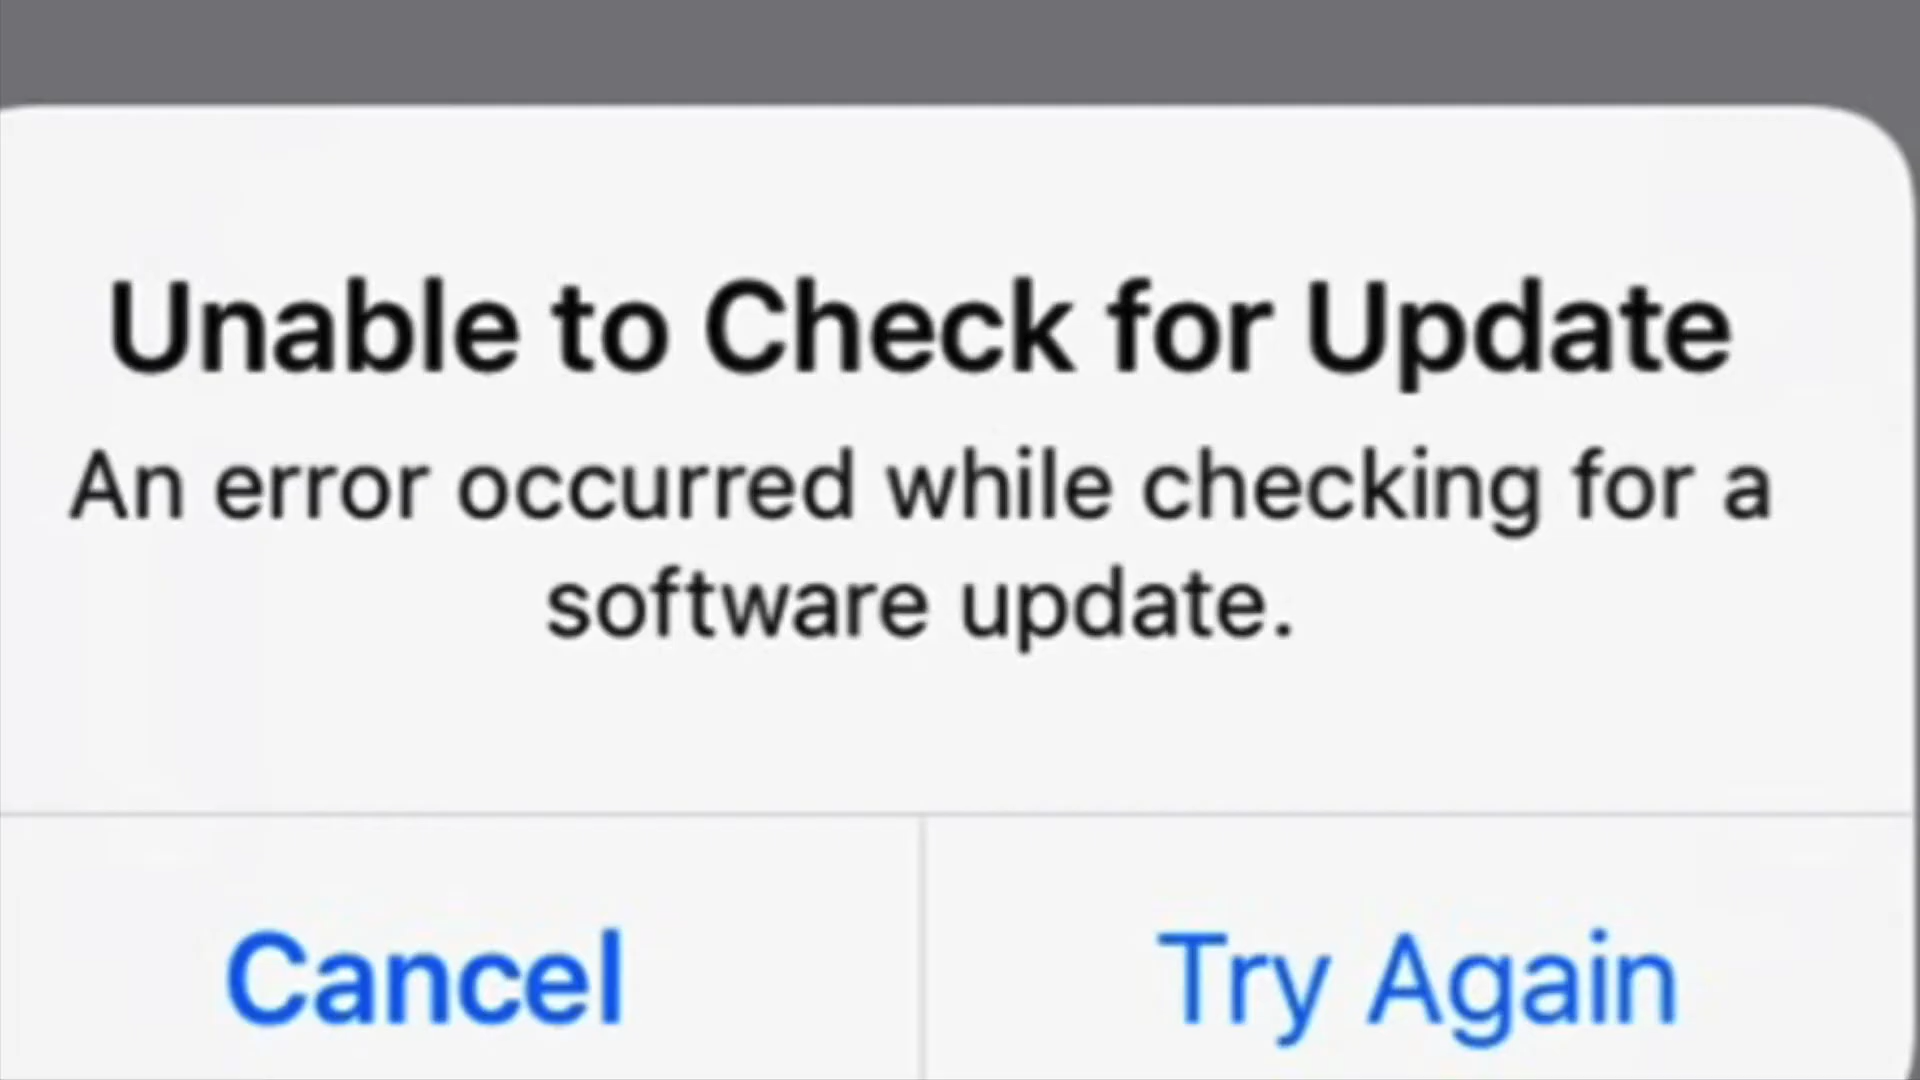 Unable to Check for Update
An error occurred while checking for a
software update.
Cancel
Try Again